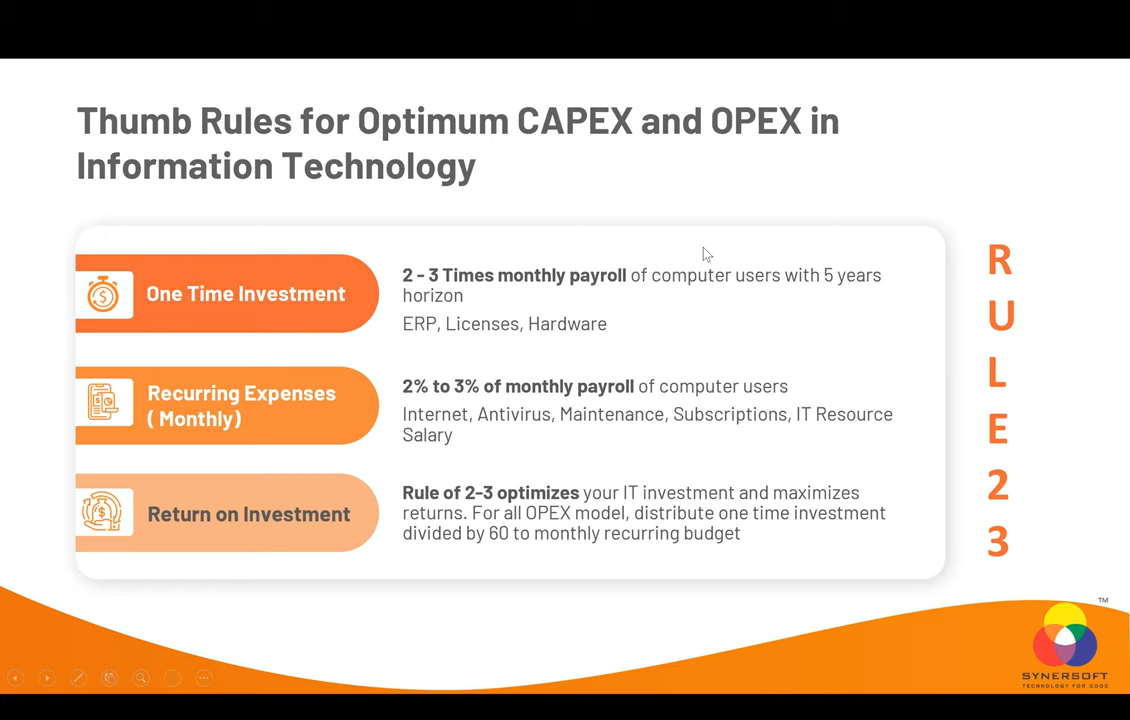 Thumb Rules for Optimum CAPEX and OPEX in
Information Technology
One Time Investment
2 - 3 Times monthly payroll of computer users with 5 years
horizon
ERP, Licenses, Hardware
Recurring Expenses
( Monthly)
2% to 3% of monthly payroll of computer users
Internet, Antivirus, Maintenance, Subscriptions, IT Resource
Salary
Return on Investment
Rule of 2-3 optimizes your IT investment and maximizes
returns. For all OPEX model, distribute one time investment
divided by 60 to monthly recurring budget
R
U
L
E
2
3
TM
SYNERSOFT
TECHNOLOGY FOR GOOD